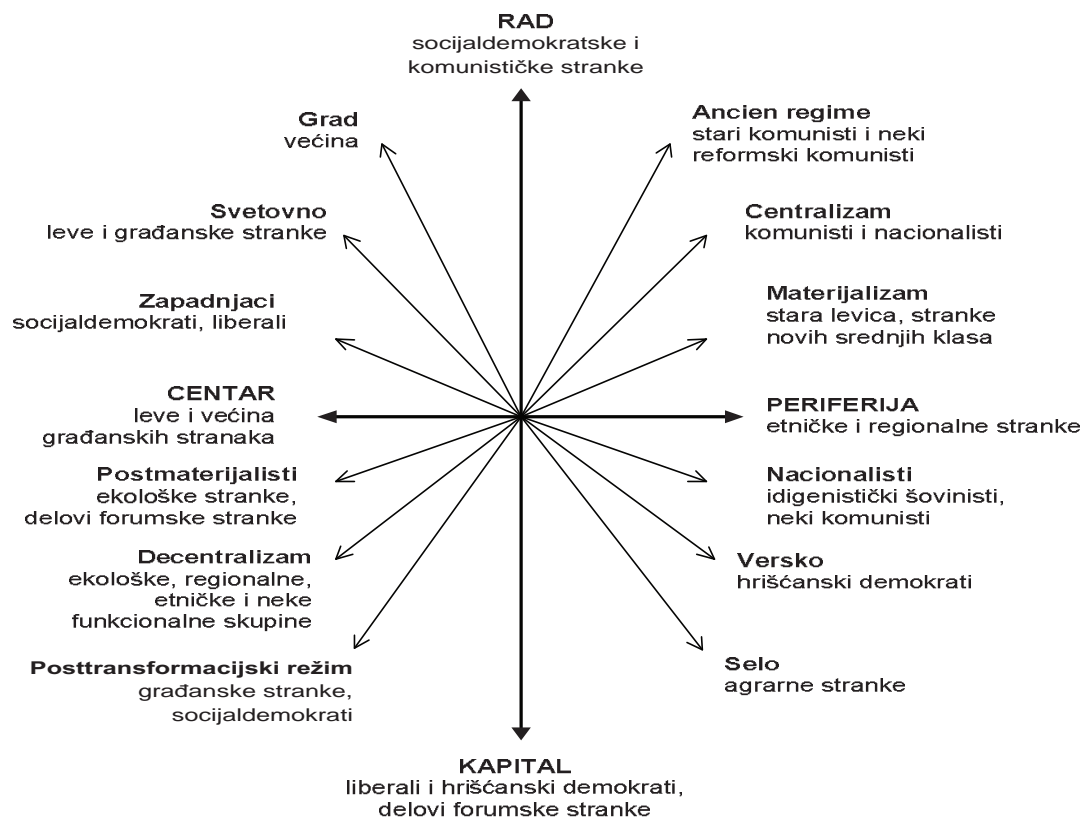 RAD
socijaldemokratske i
komunističke stranke
Grad
većina
Ancien regime
stari komunisti i neki
reformski komunisti
Svetovno
leve i građanske stranke
Centralizam
komunisti i nacionalisti
Zapadnjaci
socijaldemokrati, liberali
Materijalizam
stara levica, stranke
novih srednjih klasa
CENTAR
leve i većina
građanskih stranaka
PERIFERIJA
etničke i regionalne stranke
Postmaterijalisti
ekološke stranke,
delovi forumske stranke
Nacionalisti
idigenistički šovinisti,
neki komunisti
Decentralizam
ekološke, regionalne,
etničke i neke
funkcionalne skupine
Versko
hrišćanski demokrati
Posttransformacijski režim
građanske stranke,
socijaldemokrati
Selo
agrarne stranke
KAPITAL
liberali i hrišćanski demokrati,
delovi forumske stranke